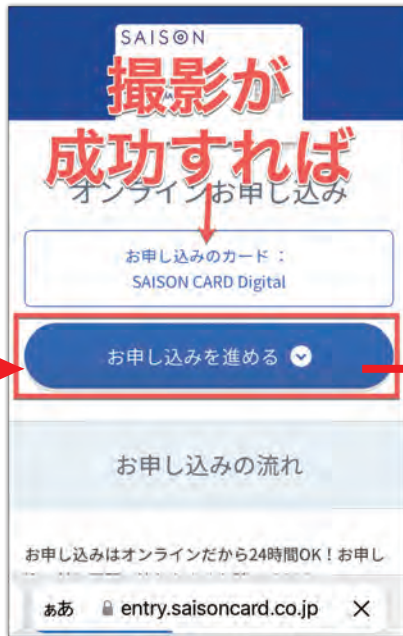 SAISON
撮影が
成功すれば
オンラインお申し込み
お申し込みのカード :
SAISON CARD Digital
お申し込みを進める
お申し込みの流れ
お申し込みはオンラインだから24時間OK!お申し
ぁあ entry.saisoncard.co.jp ×